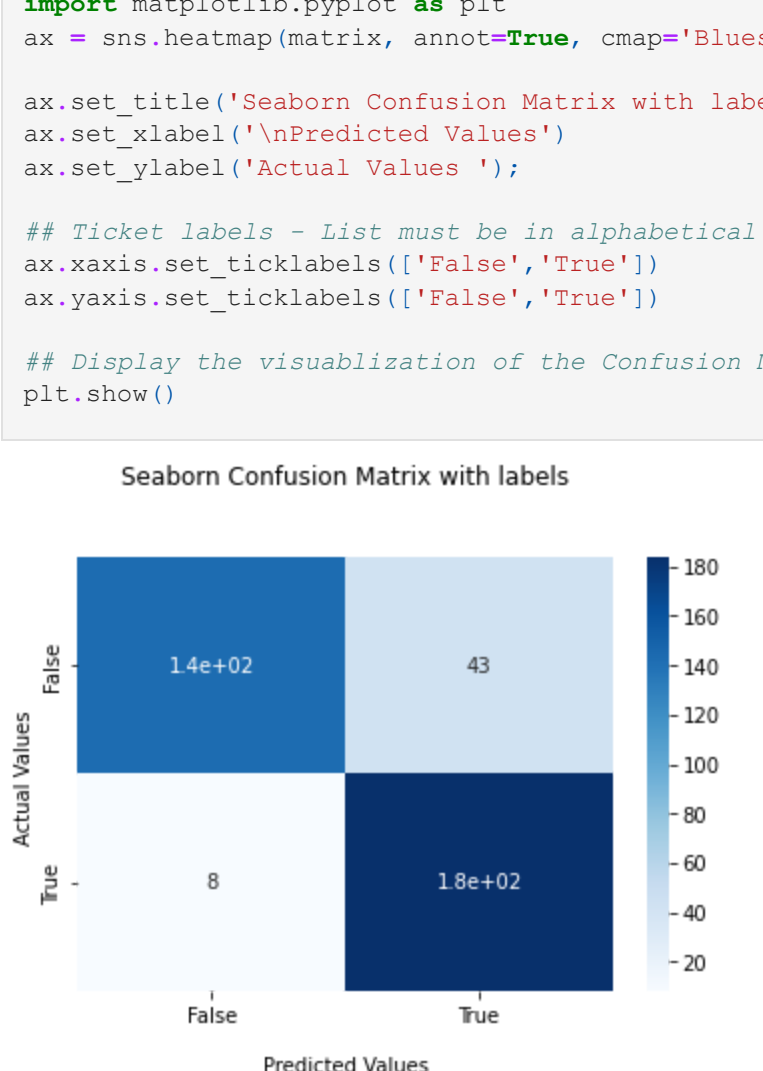 import matplotlib.pyplot as plt
ax = sns.heatmap(matrix, annot=True, cmap='Blues
ax.set_title('Seaborn Confusion Matrix with labe
ax.set_xlabel('\nPredicted Values')
ax.set_ylabel('Actual Values ');
## Ticket labels - List must be in alphabetical
ax.xaxis.set_ticklabels(['False','True'])
ax.yaxis.set_ticklabels(['False','True'])
## Display the visuablization of the Confusion M
plt.show()
Seaborn Confusion Matrix with labels
Actual Values
False
True
1.4e+02
43
8
1.8e+02
False
True
Predicted Values
180
160
140
120
100
80
60
40
20